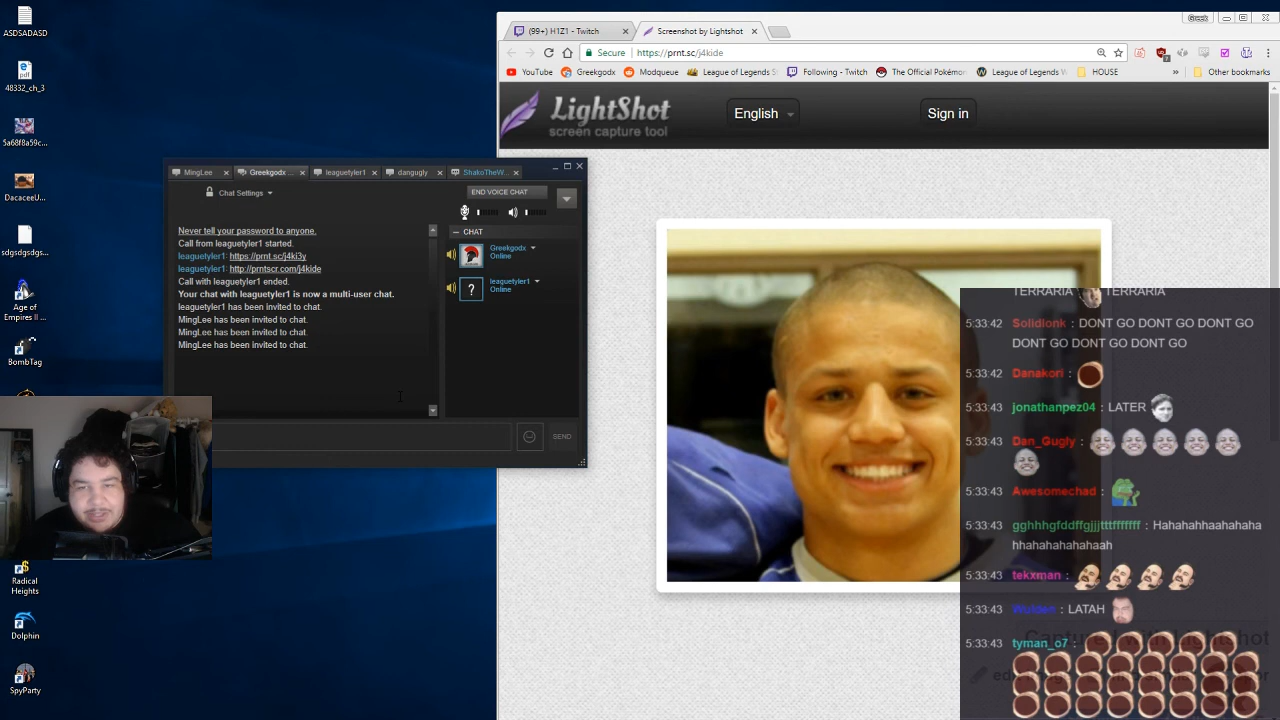 ASDSADASD
pdf
48332_ch_3
5a68f8a59c...
DacaceeU...
sdgsdgsdgs...
Age of
Empires II ...
BombTag
Radical
Heights
Dolphin
SpyParty
Greek
(99+) H1Z1 - Twitch
Screenshot by Lightshot
Secure
https://prnt.sc/j4kide
YouTube
Greekgodx
Modqueue
League of Legends S
Following - Twitch
The Official Pokémon
League of Legends W
HOUSE
»
Other bookmarks
LightShot
screen capture tool
English
Sign in
MingLee
Greekgodx ...
leaguetyler1
dangugly
ShakoTheW...
Chat Settings
END VOICE CHAT
Never tell your password to anyone.
Call from leaguetyler1 started.
leaguetyler1: https://prnt.sc/j4ki3y
leaguetyler1: http://prntscr.com/j4kide
Call with leaguetyler1 ended.
Your chat with leaguetyler1 is now a multi-user chat.
leaguetyler1 has been invited to chat.
MingLee has been invited to chat.
MingLee has been invited to chat.
MingLee has been invited to chat.
CHAT
Greekgodx
Online
?
leaguetyler1
Online
SEND
TERRARIA TERRARIA
5:33:42 Solidionk : DONT GO DONT GO DONT GO
DONT GO DONT GO DONT GO
5:33:42 Danakori :
5:33:43 jonathanpez04 : LATER
5:33:43 Dan_Gugly :
5:33:43 Awesomechad :
5:33:43 gghhhgfddffgjjjtttfffffff : Hahahahhaahahaha
hhahahahahahaah
5:33:43 tekxman :
5:33:43 Wulden : LATAH
5:33:43 tyman_o7 :